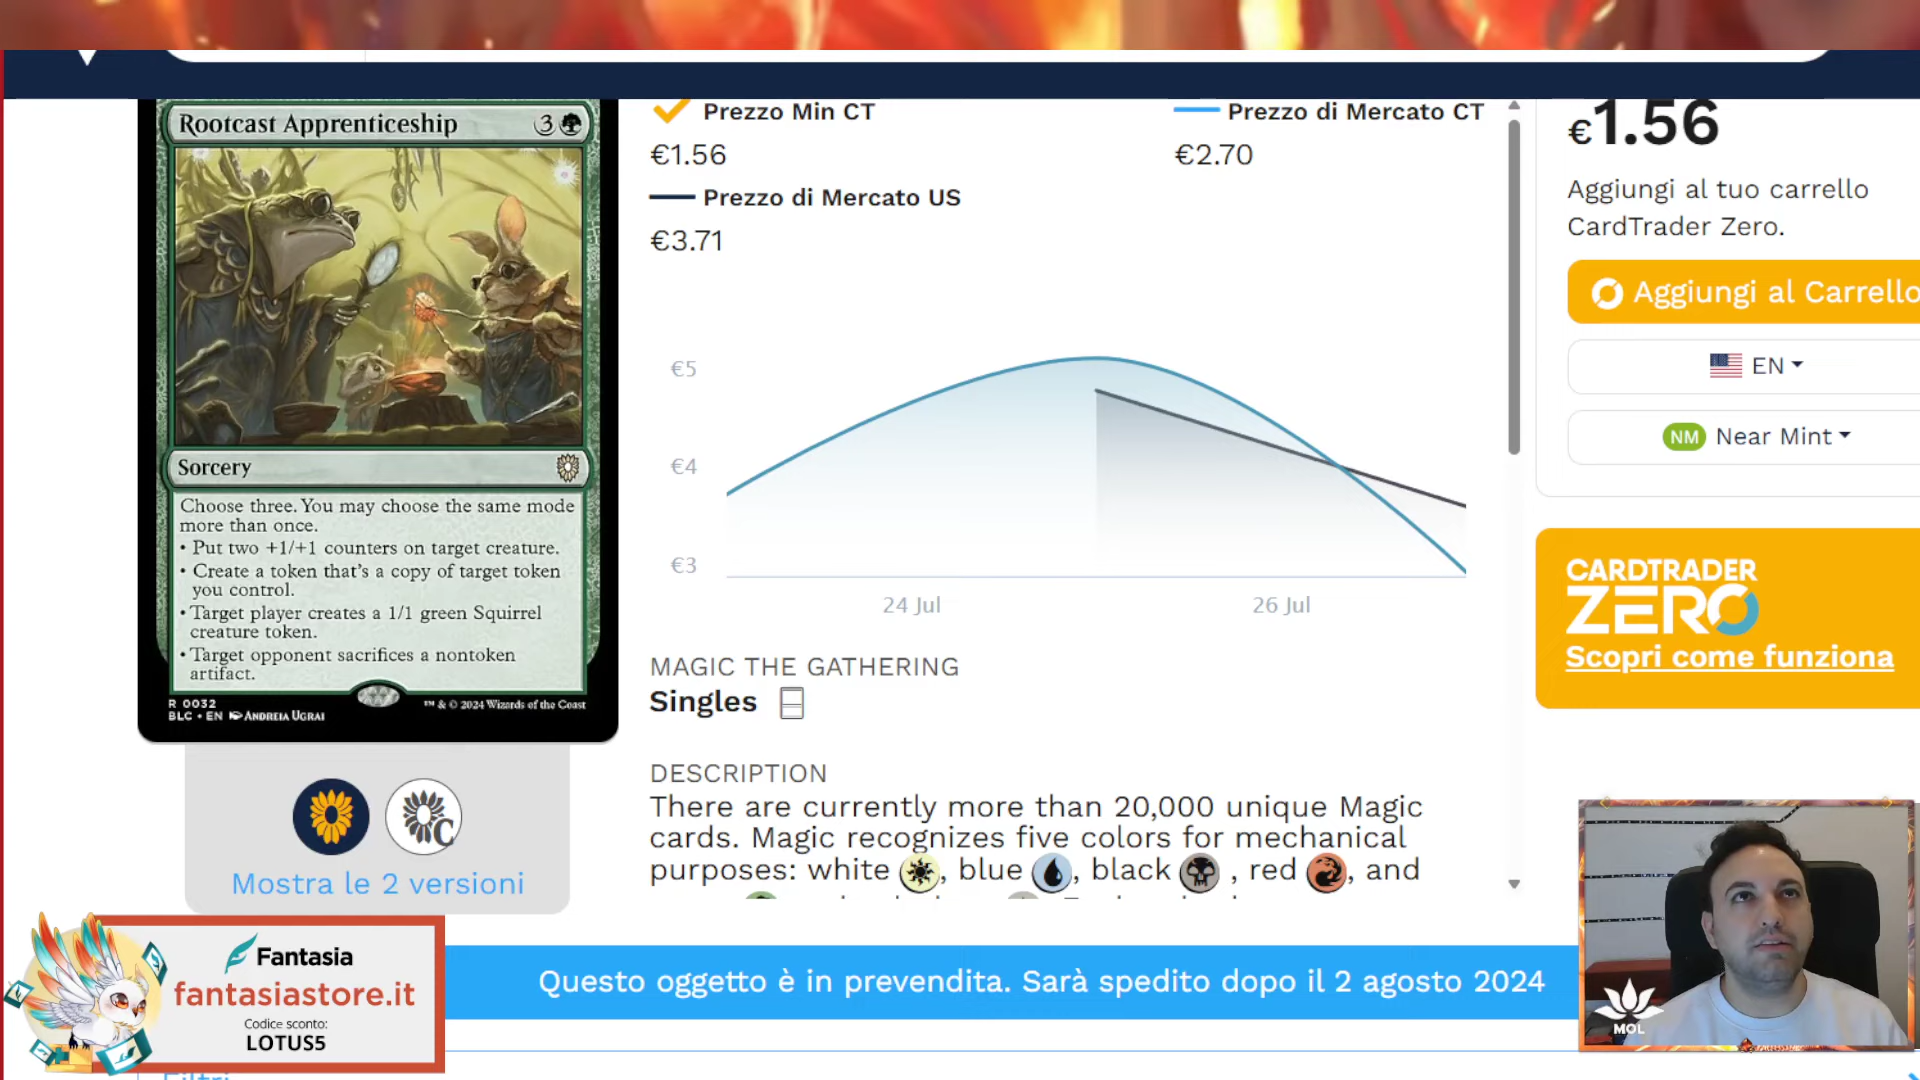 Rootcast Apprenticeship 3
Sorcery
Choose three. You may choose the same mode
more than once.
• Put two +1/+1 counters on target creature.
• Create a token that's a copy of target token
you control.
• Target player creates a 1/1 green Squirrel
creature token.
• Target opponent sacrifices a nontoken
artifact.
R 0032
BLC • EN Andreia Ugrai
™ & © 2024 Wizards of the Coast
C
Mostra le 2 versioni
Prezzo Min CT
€1.56
Prezzo di Mercato CT
€2.70
Prezzo di Mercato US
€3.71
€5
€4
€3
24 Jul
26 Jul
MAGIC THE GATHERING
Singles
DESCRIPTION
There are currently more than 20,000 unique Magic
cards. Magic recognizes five colors for mechanical
purposes: white , blue , black , red , and
€1.56
Aggiungi al tuo carrello
CardTrader Zero.
Aggiungi al Carrello
EN
NM Near Mint
CARDTRADER
ZERO
Scopri come funziona
Questo oggetto è in prevendita. Sarà spedito dopo il 2 agosto 2024
Fantasia
fantasiastore.it
Codice sconto:
LOTUS5
MOL